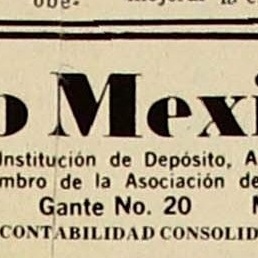 obe-
o Mexi
Institución de Depósito, A
mbro de la Asociación de
Gante No. 20
CONTABILIDAD CONSOLID